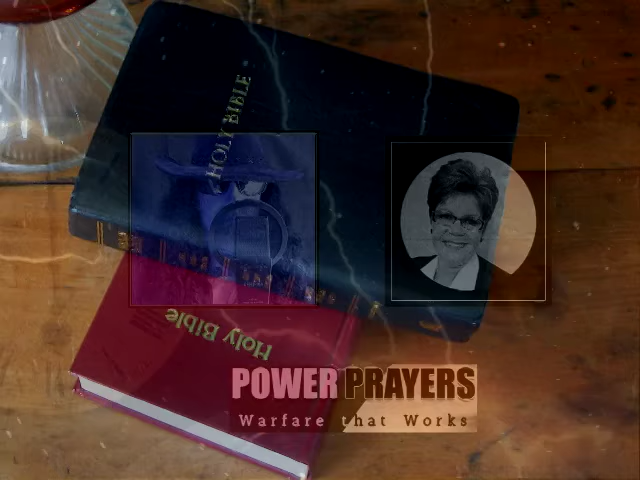 HOLY BIBLE
Holy Bible
POWER PRAYERS
Warfare that Works